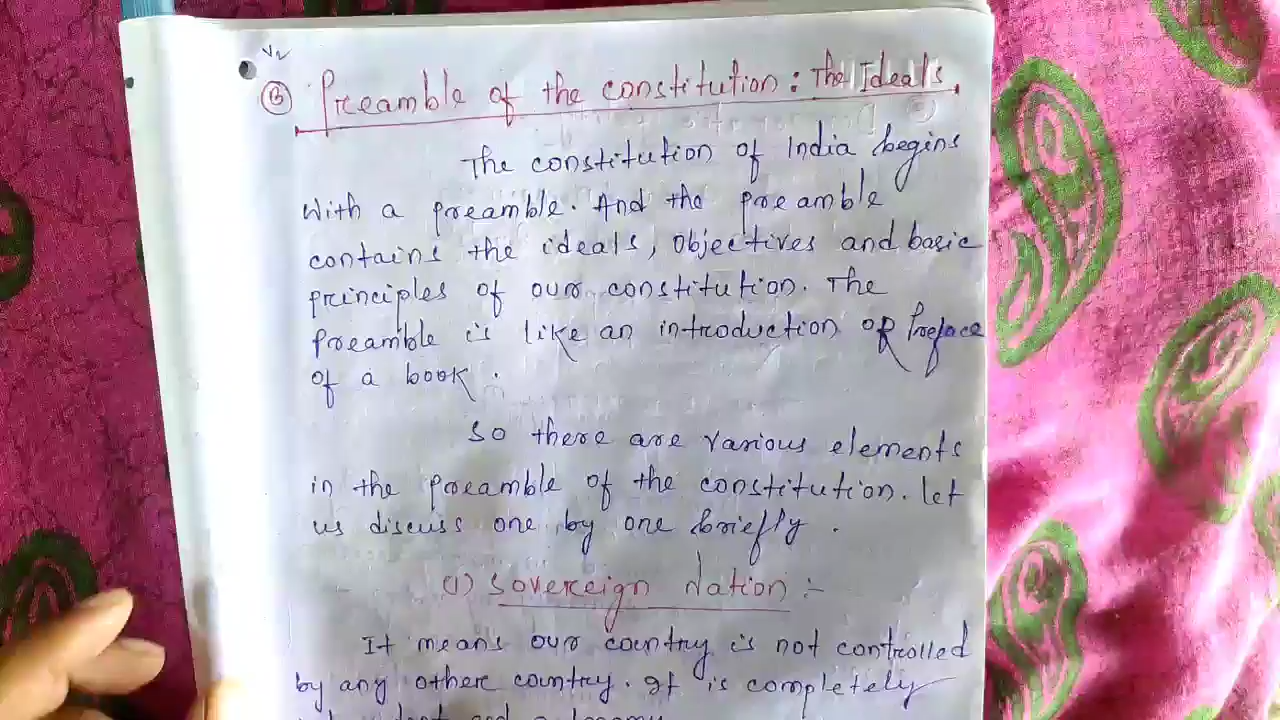 V2
(B) Preamble of the constitution : The Ideals.
The constitution of India begins
With a preamble. And the preamble
contains the ideals, objectives and basic
principles of our constitution. The
Preamble is like an introduction or Preface
of a book.
So there are various elements
in the preamble of the constitution. Let
us discuss one by one briefly.
(1) Sovereign Nation :-
It means our country is not controlled
by any other country. It is completely